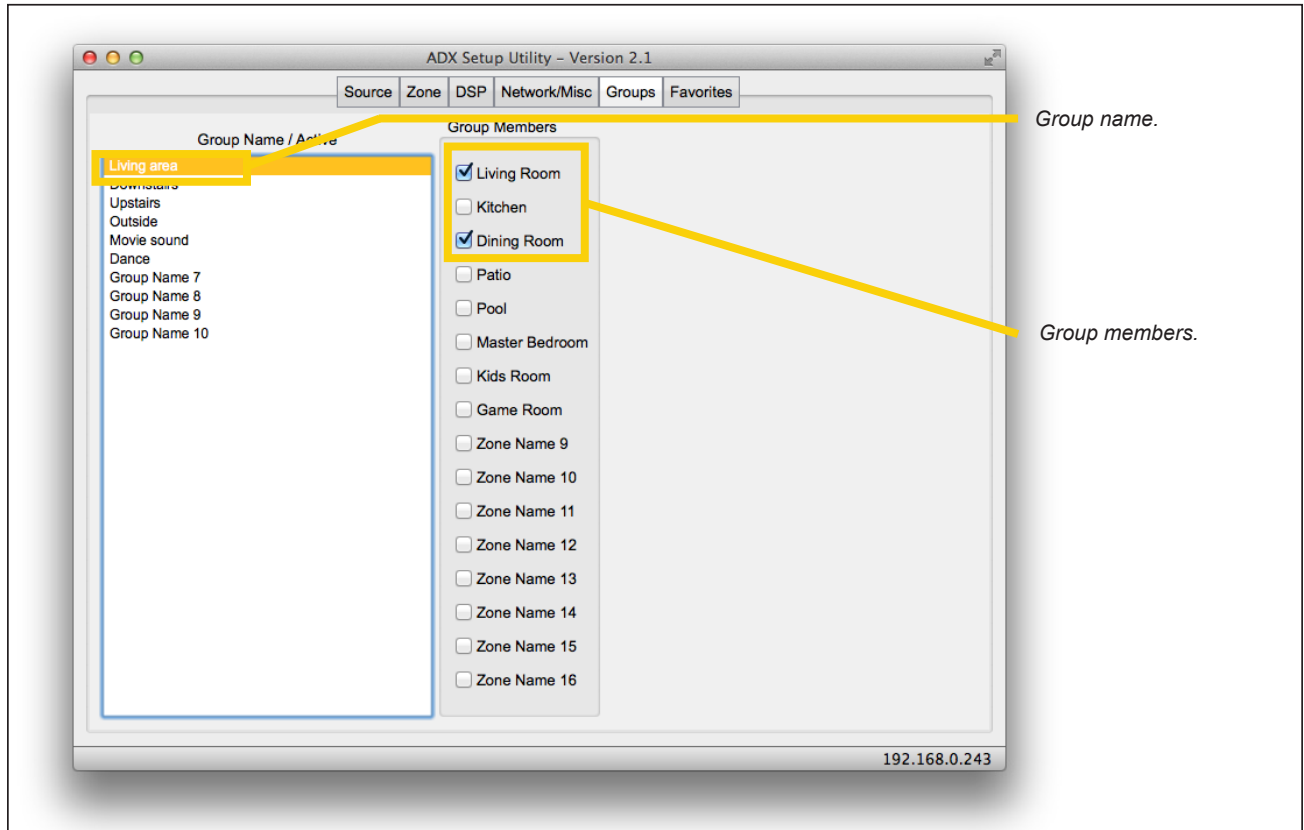 ADX Setup Utility – Version 2.1
Source Zone DSP Network/Misc Groups Favorites
Group Name / Active
Living area
Downstairs
Upstairs
Outside
Movie sound
Dance
Group Name 7
Group Name 8
Group Name 9
Group Name 10
Group Members
Living Room
Kitchen
Dining Room
Patio
Pool
Master Bedroom
Kids Room
Game Room
Zone Name 9
Zone Name 10
Zone Name 11
Zone Name 12
Zone Name 13
Zone Name 14
Zone Name 15
Zone Name 16
Group name.
Group members.
192.168.0.243